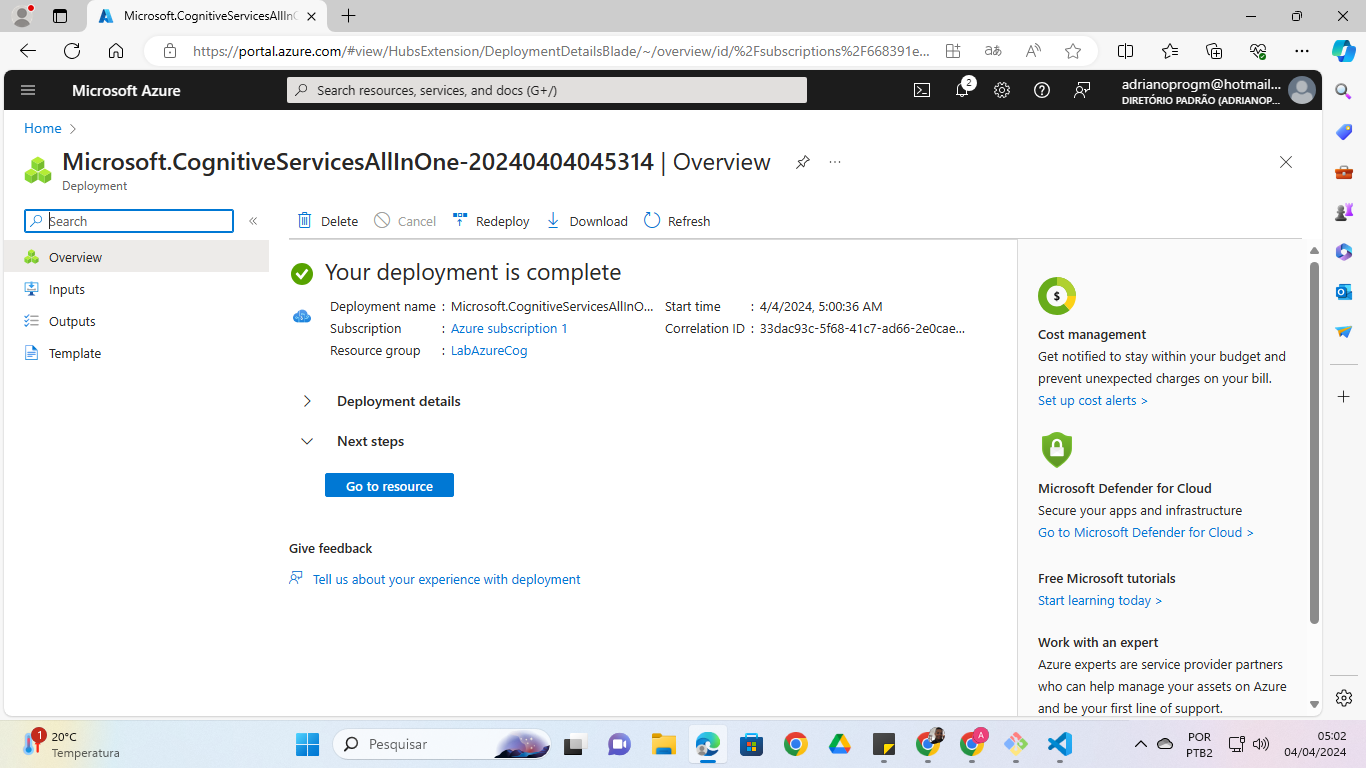 Microsoft.CognitiveServicesAllInO
https://portal.azure.com/#view/HubsExtension/DeploymentDetailsBlade/~/overview/id/%2Fsubscriptions%2F668391e...
Microsoft Azure
Search resources, services, and docs (G+/)
2
adrianoprogm@hotmail...
DIRETÓRIO PADRÃO (ADRIANOP...
Home
Microsoft.CognitiveServicesAllInOne-20240404045314 | Overview
Deployment
Search
Delete
Cancel
Redeploy
Download
Refresh
Overview
Inputs
Outputs
Template
Your deployment is complete
Deployment name : Microsoft.CognitiveServicesAllInO...
Subscription : Azure subscription 1
Resource group : LabAzureCog
Start time : 4/4/2024, 5:00:36 AM
Correlation ID : 33dac93c-5f68-41c7-ad66-2e0cae...
Deployment details
Next steps
Go to resource
Give feedback
Tell us about your experience with deployment
Cost management
Get notified to stay within your budget and
prevent unexpected charges on your bill.
Set up cost alerts >
Microsoft Defender for Cloud
Secure your apps and infrastructure
Go to Microsoft Defender for Cloud >
Free Microsoft tutorials
Start learning today >
Work with an expert
Azure experts are service provider partners
who can help manage your assets on Azure
and be your first line of support.
1
20°C
Temperatura
Pesquisar
A
POR
PTB2
05:02
04/04/2024